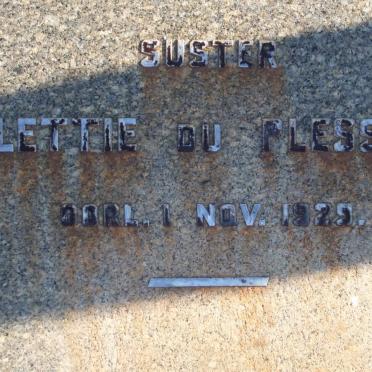 SUSTER
LETTIE DU PLESS
OORL. 1 NOV. 1929.